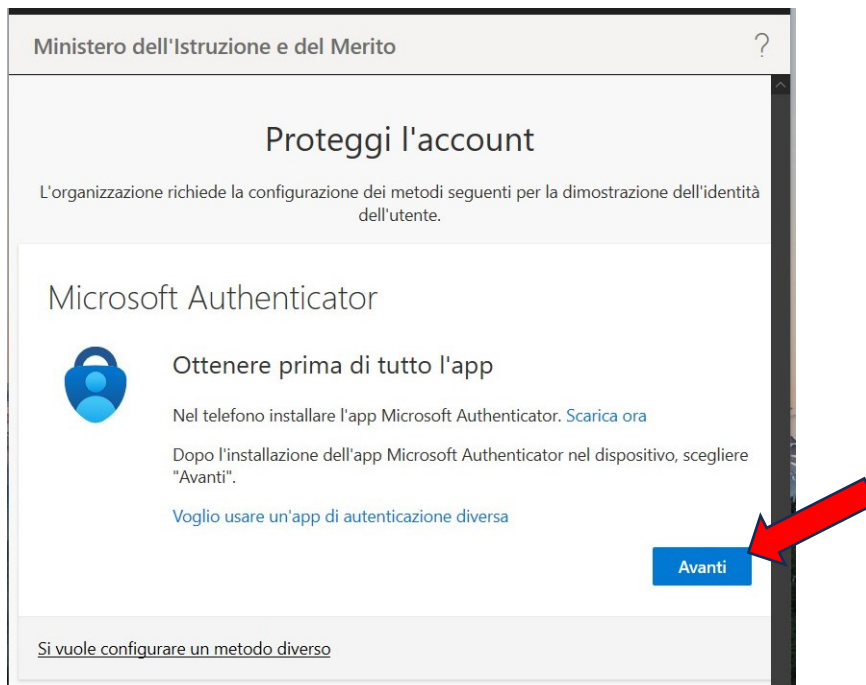 Ministero dell'Istruzione e del Merito ?
Proteggi l'account
L'organizzazione richiede la configurazione dei metodi seguenti per la dimostrazione dell'identità
dell'utente.
Microsoft Authenticator
Ottenere prima di tutto l'app
Nel telefono installare l'app Microsoft Authenticator. Scarica ora
Dopo l'installazione dell'app Microsoft Authenticator nel dispositivo, scegliere
"Avanti".
Voglio usare un'app di autenticazione diversa
Avanti
Si vuole configurare un metodo diverso